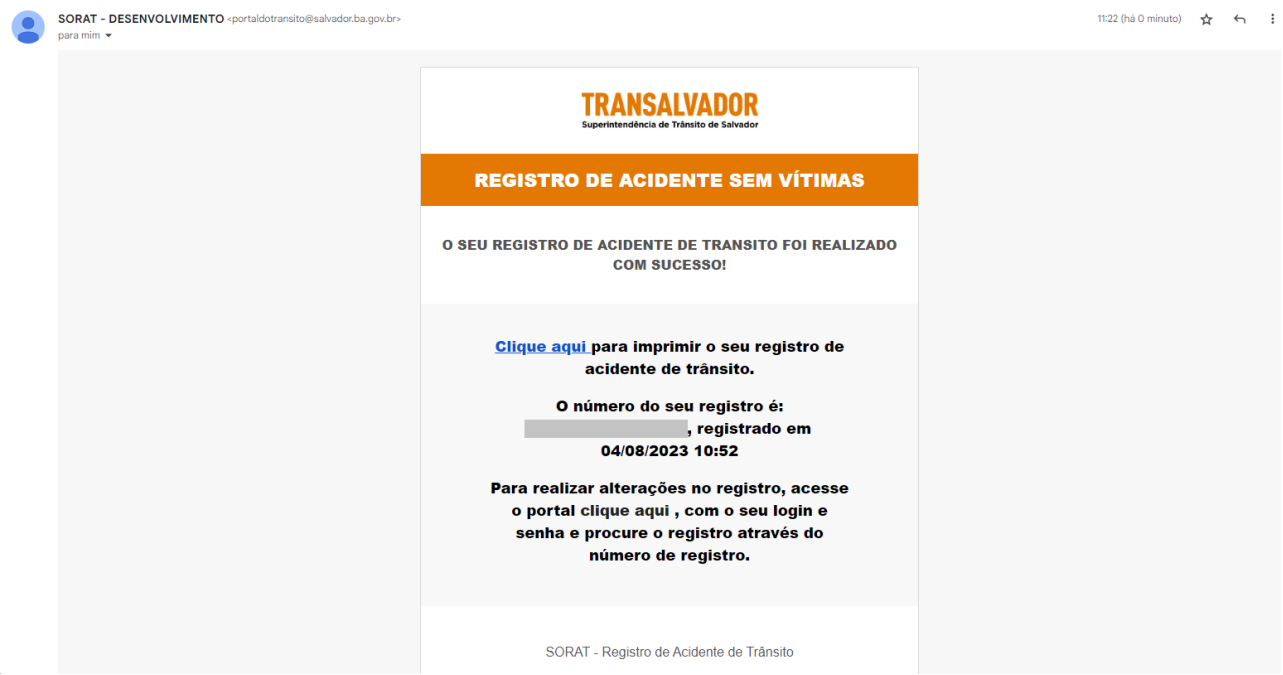 SORAT - DESENVOLVIMENTO <portaldotransito@salvador.ba.gov.br>
11:22 (há 0 minuto)
para mim
TRANSALVADOR
Superintendência de Trânsito de Salvador
REGISTRO DE ACIDENTE SEM VÍTIMAS
O SEU REGISTRO DE ACIDENTE DE TRANSITO FOI REALIZADO
COM SUCESSO!
Clique aqui para imprimir o seu registro de
acidente de trânsito.
O número do seu registro é:
, registrado em
04/08/2023 10:52
Para realizar alterações no registro, acesse
o portal clique aqui , com o seu login e
senha e procure o registro através do
número de registro.
SORAT - Registro de Acidente de Trânsito